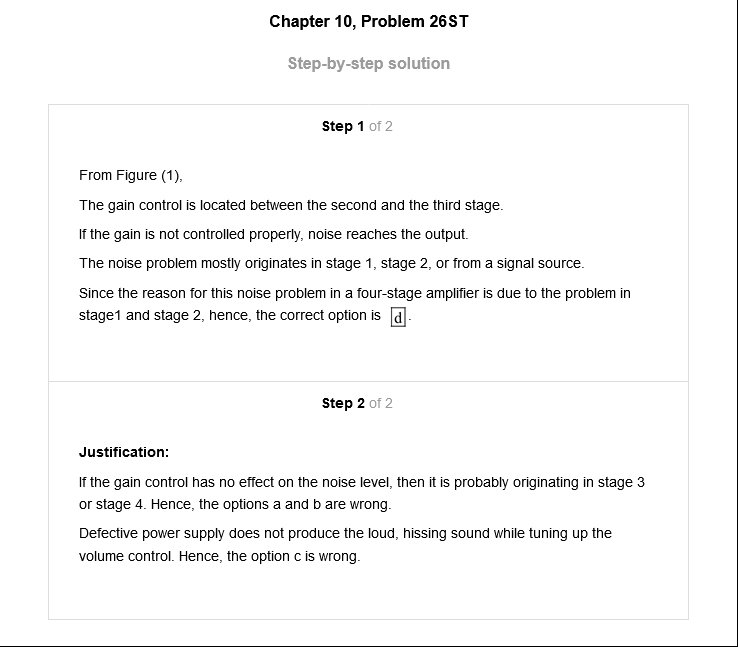 Chapter 10, Problem 26ST
Step-by-step solution
Step 1 of 2
From Figure (1),
The gain control is located between the second and the third stage.
If the gain is not controlled properly, noise reaches the output.
The noise problem mostly originates in stage 1, stage 2, or from a signal source.
Since the reason for this noise problem in a four-stage amplifier is due to the problem in
stage1 and stage 2, hence, the correct option is d.
Step 2 of 2
Justification:
If the gain control has no effect on the noise level, then it is probably originating in stage 3
or stage 4. Hence, the options a and b are wrong.
Defective power supply does not produce the loud, hissing sound while tuning up the
volume control. Hence, the option c is wrong.